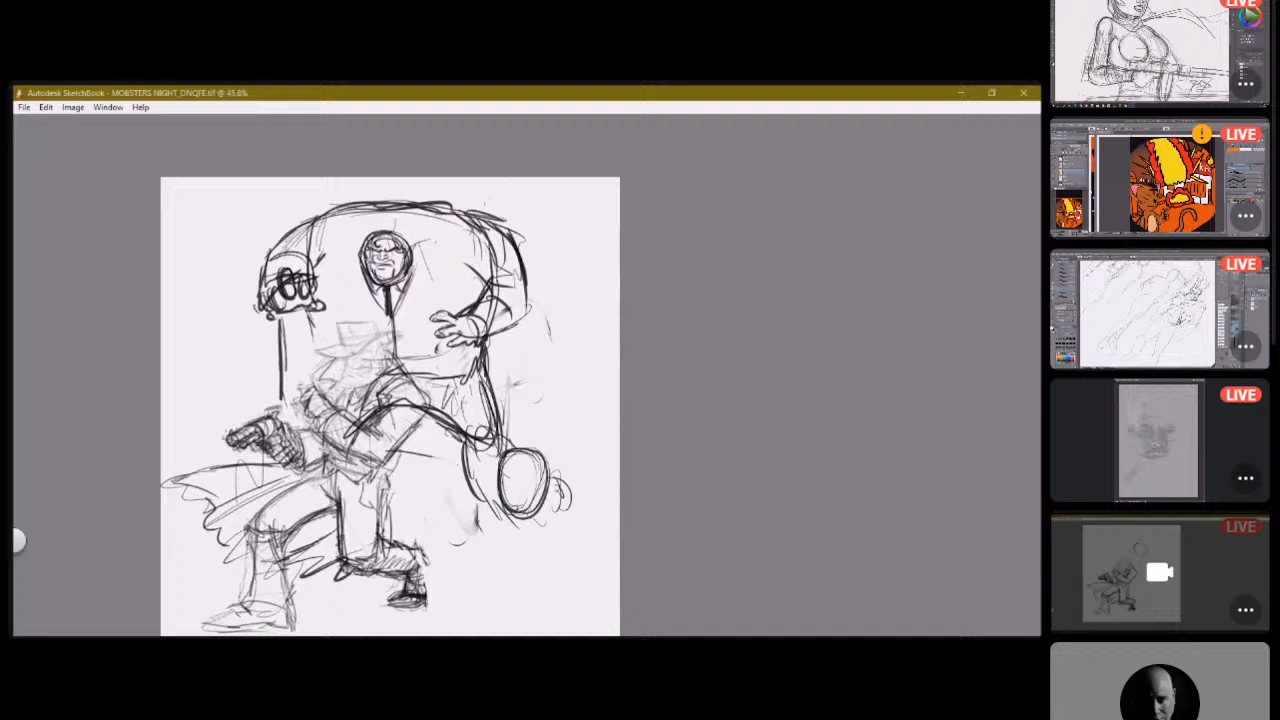 LIVE
Autodesk SketchBook - MOBSTERS NIGHT_DNQFE.tif @ 45.8%
File Edit Image Window Help
LIVE
LIVE
LIVE
LIVE